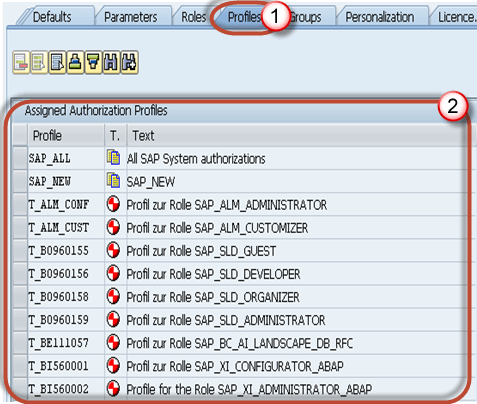 Defaults Parameters Roles Profiles 1 Groups Personalization Licence.
Assigned Authorization Profiles 2
Profile T. Text
SAP_ALL All SAP System authorizations
SAP_NEW SAP_NEW
T_ALM_CONF Profil zur Rolle SAP_ALM_ADMINISTRATOR
T_ALM_CUST Profil zur Rolle SAP_ALM_CUSTOMIZER
T_B0960155 Profil zur Rolle SAP_SLD_GUEST
T_B0960156 Profil zur Rolle SAP_SLD_DEVELOPER
T_B0960158 Profil zur Rolle SAP_SLD_ORGANIZER
T_B0960159 Profil zur Rolle SAP_SLD_ADMINISTRATOR
T_BE111057 Profil zur Rolle SAP_BC_AI_LANDSCAPE_DB_RFC
T_BI560001 Profil zur Rolle SAP_XI_CONFIGURATOR_ABAP
T_BI560002 Profile for the Role SAP_XI_ADMINISTRATOR_ABAP